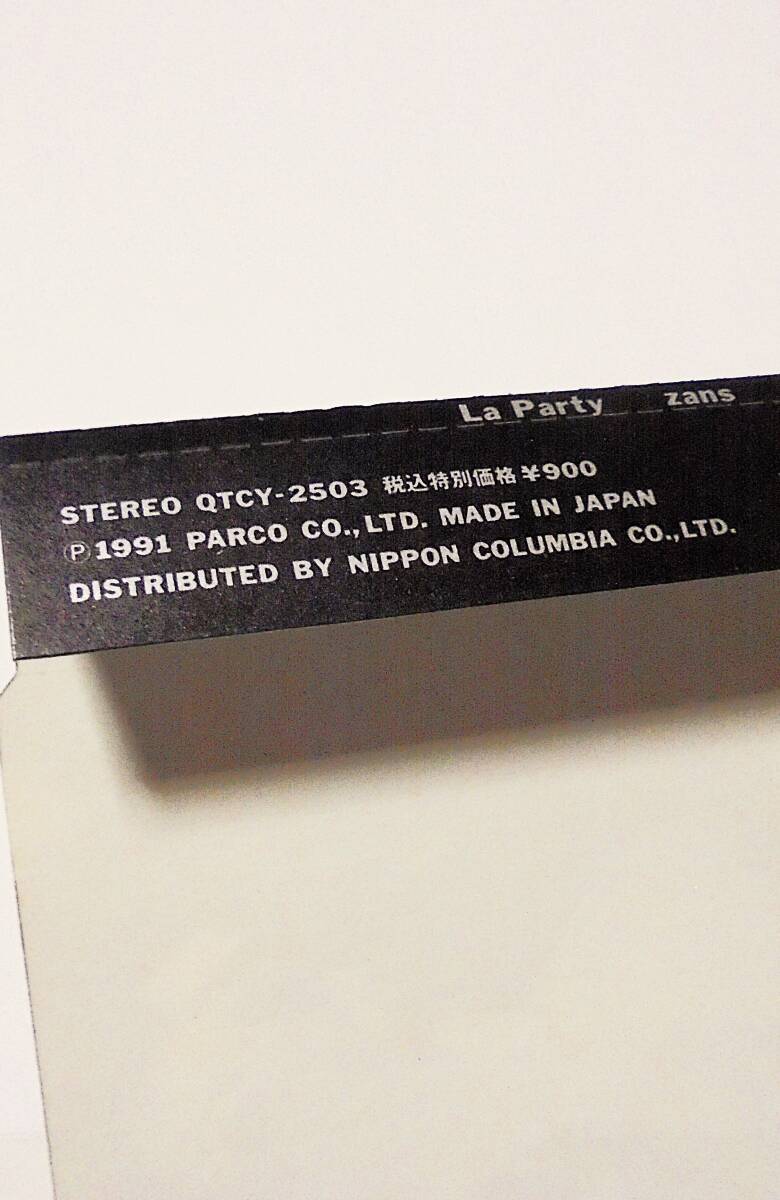 La Party zans
STEREO QTCY-2503 税込特別価格 ¥900
Ⓟ1991 PARCO CO.,LTD. MADE IN JAPAN
DISTRIBUTED BY NIPPON COLUMBIA CO.,LTD.